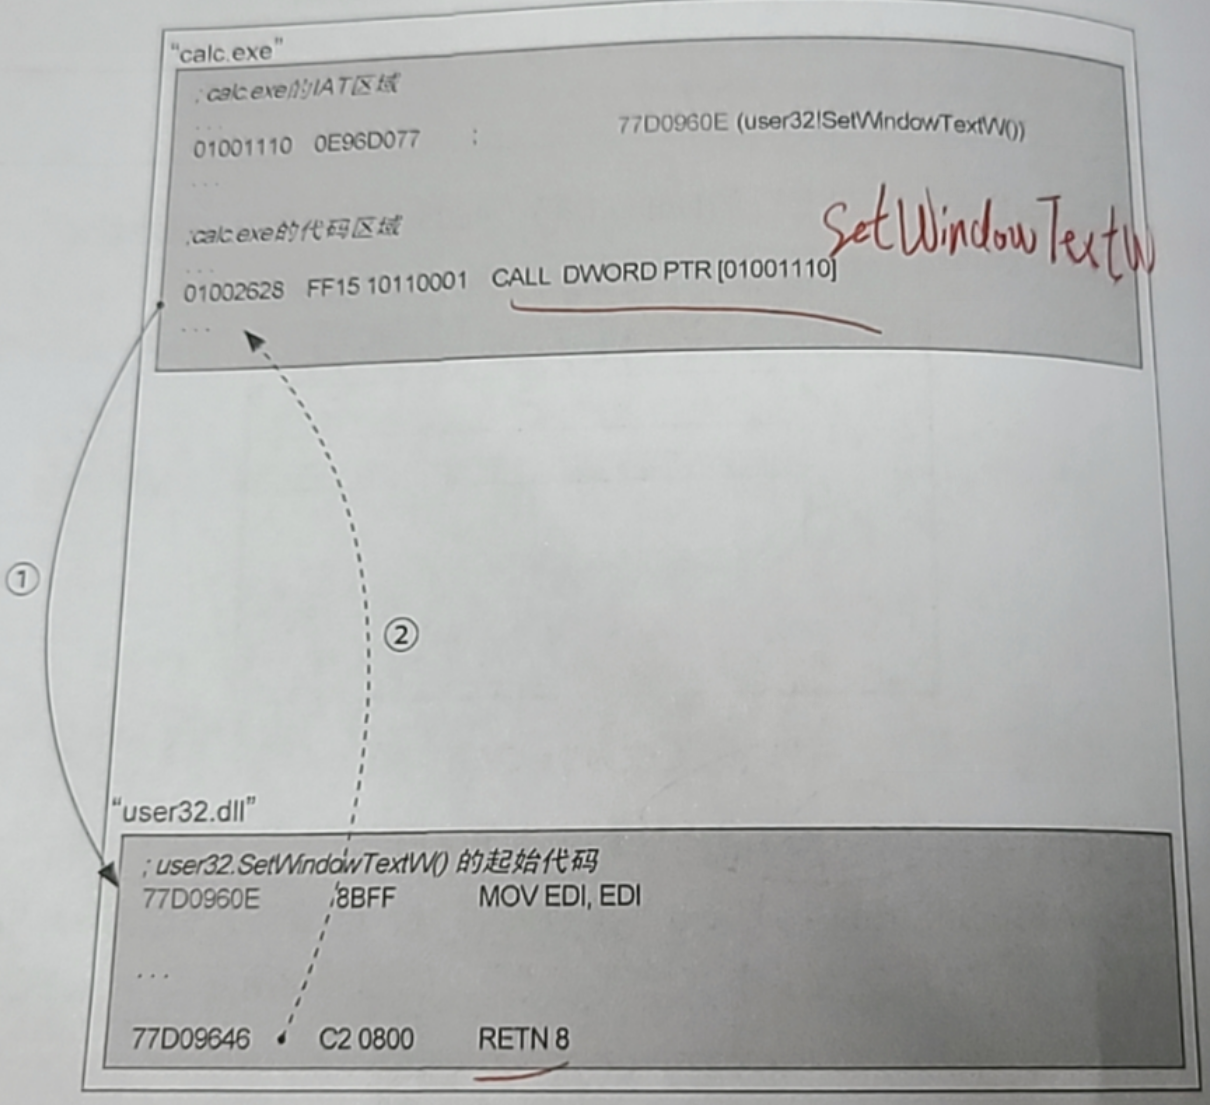 “calc.exe”
; calc.exe的IAT区域
...
01001110 0E96D077 ; 77D0960E (user32!SetWindowTextW())
...
;calc.exe的代码区域
SetWindowTextW
...
01002628 FF15 10110001 CALL DWORD PTR [01001110]
...
①
②
“user32.dll”
; user32.SetWindowTextW() 的起始代码
77D0960E 8BFF MOV EDI, EDI
...
77D09646 C2 0800 RETN 8